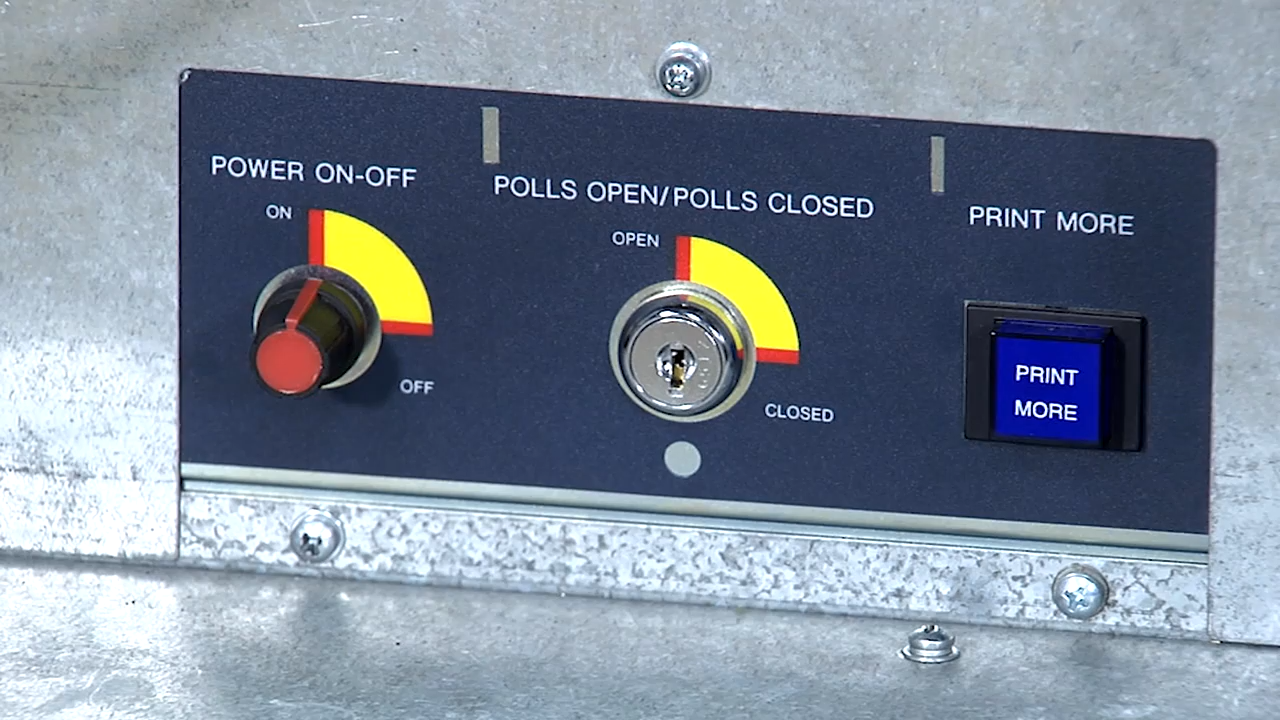 POWER ON-OFF
ON
OFF
POLLS OPEN/POLLS CLOSED
OPEN
CLOSED
PRINT MORE
PRINT
MORE